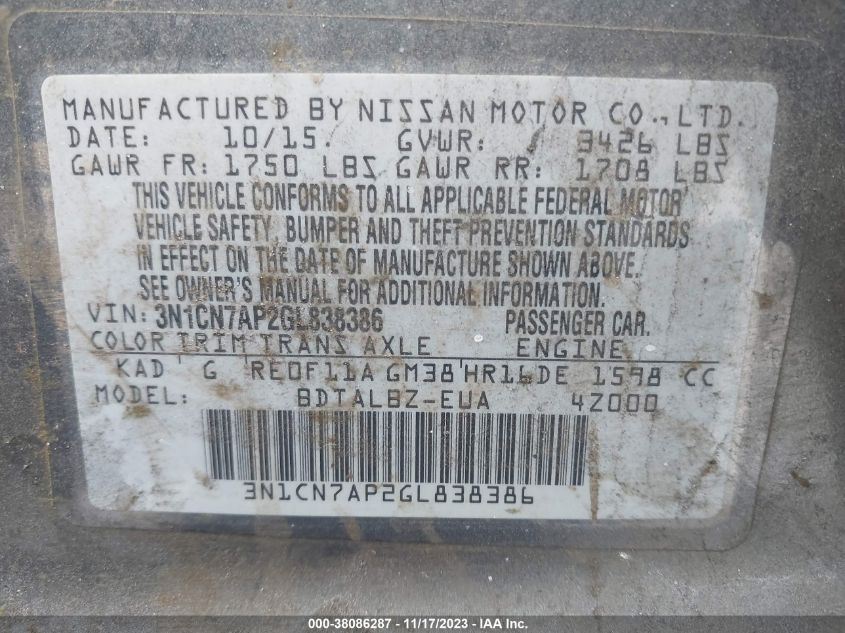 MANUFACTURED BY NISSAN MOTOR CO., LTD.
DATE: 10/15. GVWR: 3426 LBS
GAWR FR: 1750 LBS GAWR RR: 1708 LBS
THIS VEHICLE CONFORMS TO ALL APPLICABLE FEDERAL MOTOR
VEHICLE SAFETY, BUMPER AND THEFT PREVENTION STANDARDS
IN EFFECT ON THE DATE OF MANUFACTURE SHOWN ABOVE.
SEE OWNER'S MANUAL FOR ADDITIONAL INFORMATION.
VIN: 3N1CN7AP2GL838386 PASSENGER CAR.
COLOR TRIM TRANS AXLE ENGINE
KAD G RE0F11A GM38 HR16DE 1598 CC
MODEL: BDTALBZ-EUA 4Z000
3N1CN7AP2GL838386
000-38086287 - 11/17/2023 - IAA Inc.